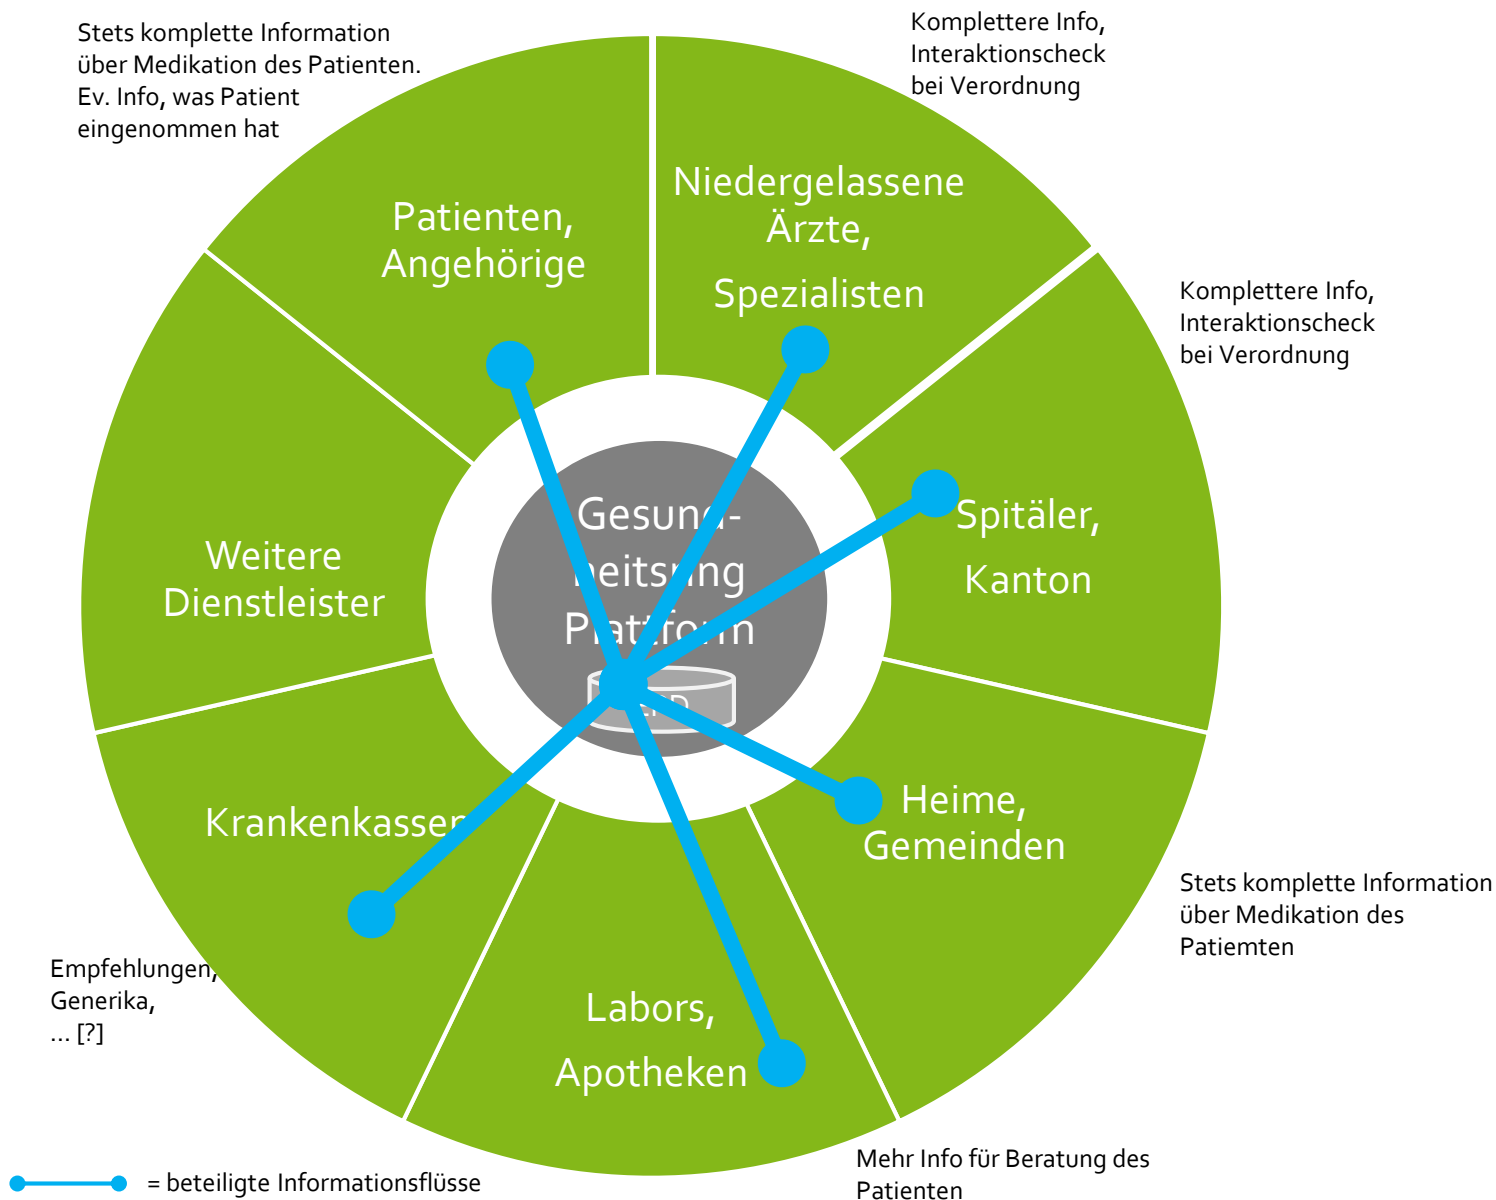 Stets komplette Information
über Medikation des Patienten.
Ev. Info, was Patient
eingenommen hat
Komplettere Info,
Interaktionscheck
bei Verordnung
Patienten,
Angehörige
Niedergelassene
Ärzte,
Spezialisten
Komplettere Info,
Interaktionscheck
bei Verordnung
Spitäler,
Kanton
Weitere
Dienstleister
Gesund-
heitsring
Plattform
Krankenkassen
Heime,
Gemeinden
Stets komplette Information
über Medikation des
Patiemten
Empfehlungen,
Generika,
... [?]
Labors,
Apotheken
Mehr Info für Beratung des
Patienten
= beteiligte Informationsflüsse